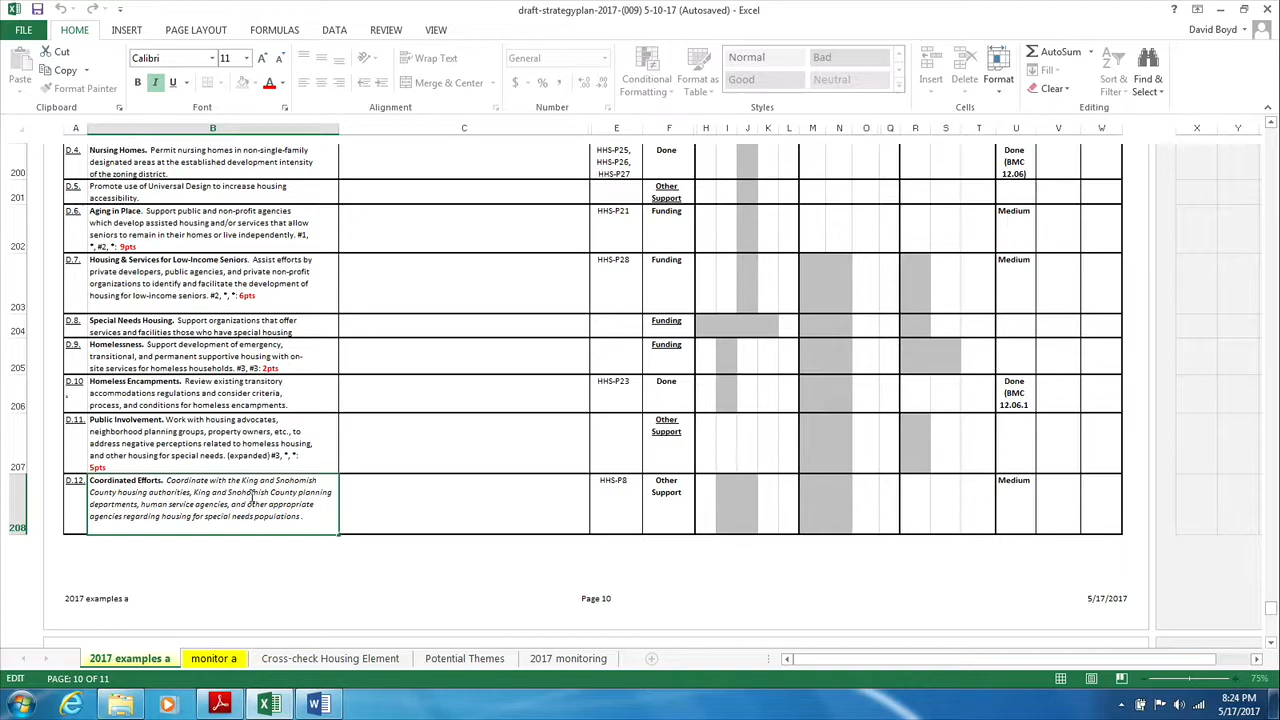 draft-strategyplan-2017-(009) 5-10-17 (Autosaved) - Excel
FILE HOME INSERT PAGE LAYOUT FORMULAS DATA REVIEW VIEW David Boyd
Paste Cut Copy Format Painter
Calibri 11
B I U
Wrap Text
Merge & Center
General
$ % ,
Conditional Formatting Format as Table
Normal Bad
Good Neutral
Insert Delete Format
AutoSum
Fill
Clear
Sort & Filter Find & Select
Clipboard Font Alignment Number Styles Cells Editing
A B C E F H I J K L M N O Q R S T U V W X Y
200 D.4. Nursing Homes. Permit nursing homes in non-single-family HHS-P25, Done Done
designated areas at the established development intensity HHS-P26, (BMC
of the zoning district. HHS-P27 12.06)
201 D.5. Promote use of Universal Design to increase housing Other
accessibility. Support
202 D.6. Aging in Place. Support public and non-profit agencies HHS-P21 Funding Medium
which develop assisted housing and/or services that allow
seniors to remain in their homes or live independently. #1,
*, #2, *: 9pts
203 D.7. Housing & Services for Low-Income Seniors. Assist efforts by HHS-P28 Funding Medium
private developers, public agencies, and private non-profit
organizations to identify and facilitate the development of
housing for low-income seniors. #2, *, *: 6pts
204 D.8. Special Needs Housing. Support organizations that offer Funding
services and facilities those who have special housing
205 D.9. Homelessness. Support development of emergency, Funding
transitional, and permanent supportive housing with on-
site services for homeless households. #3, #3: 2pts
206 D.10 Homeless Encampments. Review existing transitory HHS-P23 Done Done
. accommodations regulations and consider criteria, (BMC
process, and conditions for homeless encampments. 12.06.1
207 D.11. Public Involvement. Work with housing advocates, Other
neighborhood planning groups, property owners, etc., to Support
address negative perceptions related to homeless housing,
and other housing for special needs. (expanded) #3, *, *:
5pts
208 D.12. Coordinated Efforts. Coordinate with the King and Snohomish HHS-P8 Other Medium
County housing authorities, King and Snohomish County planning Support
departments, human service agencies, and other appropriate
agencies regarding housing for special needs populations .
2017 examples a Page 10 5/17/2017
2017 examples a monitor a Cross-check Housing Element Potential Themes 2017 monitoring
EDIT PAGE: 10 OF 11 75%
8:24 PM
5/17/2017